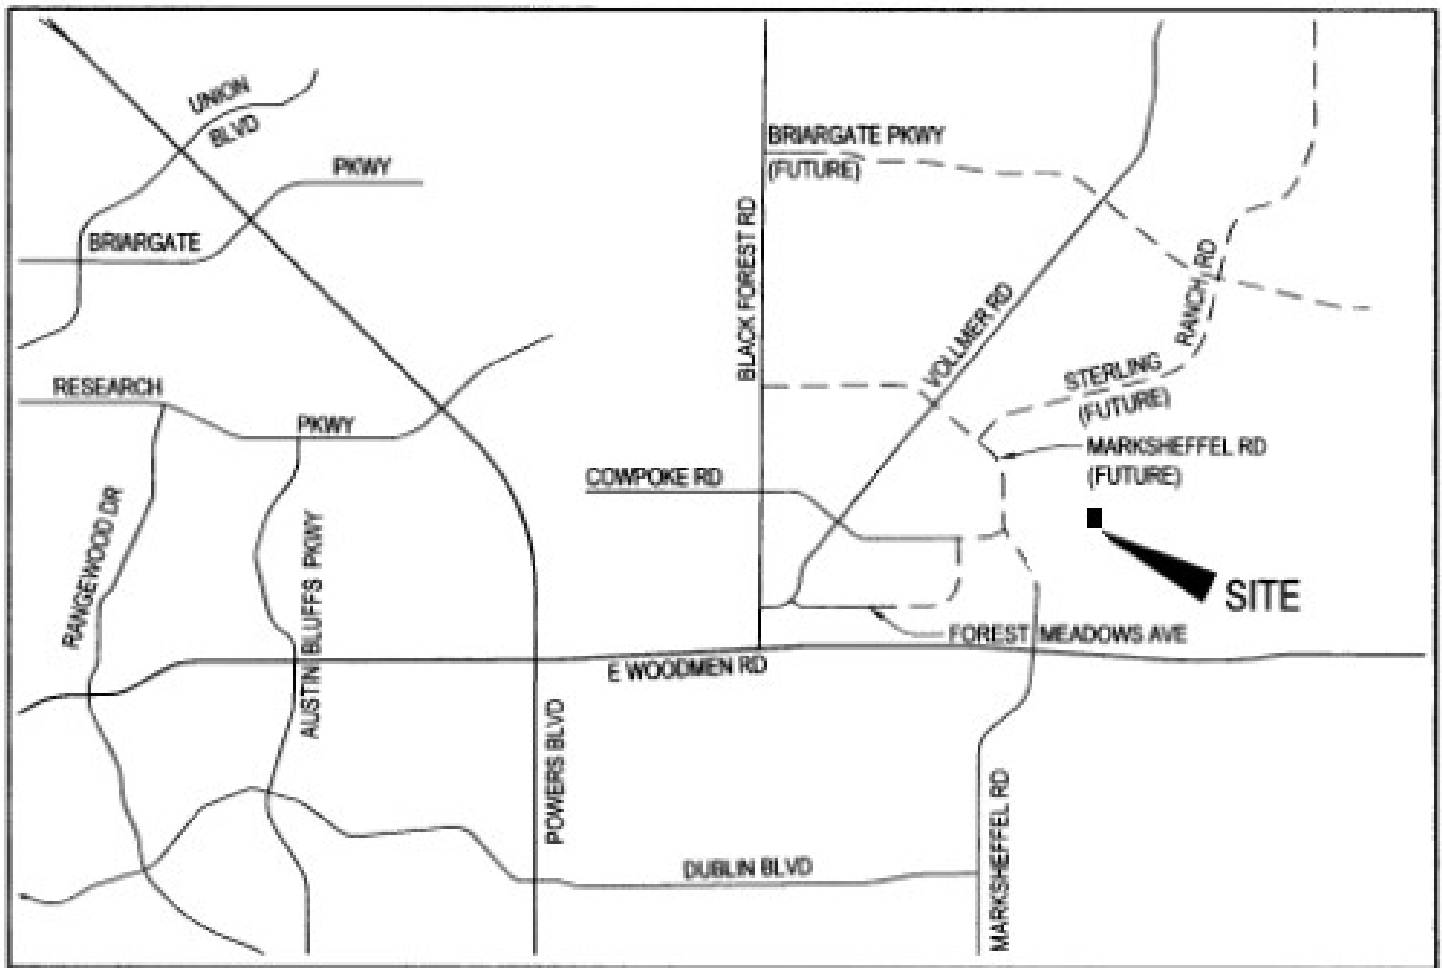 UNION
BLVD
PKWY
BRIARGATE
BRIARGATE PKWY
(FUTURE)
BLACK FOREST RD
VOLLMER RD
RANCH RD
STERLING
(FUTURE)
RESEARCH
PKWY
MARKSHEFFEL RD
(FUTURE)
COWPOKE RD
RANGEWOOD DR
AUSTIN BLUFFS PKWY
SITE
FOREST MEADOWS AVE
E WOODMEN RD
POWERS BLVD
DUBLIN BLVD
MARKSHEFFEL RD